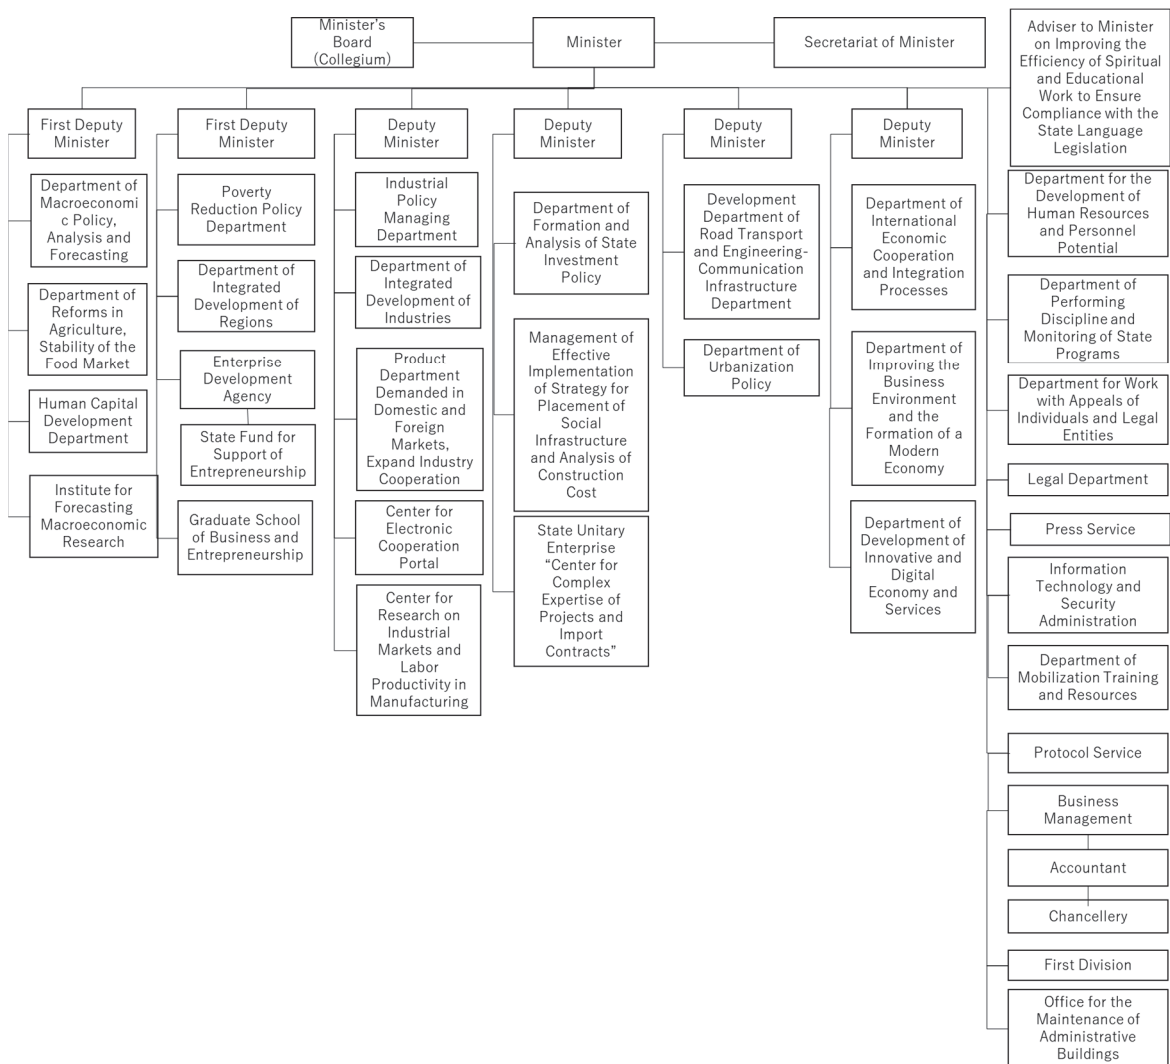 Minister's
Board
(Collegium)
Minister
Secretariat of Minister
Adviser to Minister
on Improving the
Efficiency of Spiritual
and Educational
Work to Ensure
Compliance with the
State Language
Legislation
First Deputy
Minister
Department of
Macroeconomi
c Policy,
Analysis and
Forecasting
Department of
Reforms in
Agriculture,
Stability of the
Food Market
Human Capital
Development
Department
Institute for
Forecasting
Macroeconomic
Research
First Deputy
Minister
Poverty
Reduction Policy
Department
Department of
Integrated
Development of
Regions
Enterprise
Development
Agency
State Fund for
Support of
Entrepreneurship
Graduate School
of Business and
Entrepreneurship
Deputy
Minister
Industrial
Policy
Managing
Department
Department of
Integrated
Development of
Industries
Product
Department
Demanded in
Domestic and
Foreign
Markets,
Expand Industry
Cooperation
Center for
Electronic
Cooperation
Portal
Center for
Research on
Industrial
Markets and
Labor
Productivity in
Manufacturing
Deputy
Minister
Department of
Formation and
Analysis of State
Investment
Policy
Management of
Effective
Implementation
of Strategy for
Placement of
Social
Infrastructure
and Analysis of
Construction
Cost
State Unitary
Enterprise
“Center for
Complex
Expertise of
Projects and
Import
Contracts”
Deputy
Minister
Development
Department of
Road Transport
and Engineering-
Communication
Infrastructure
Department
Department of
Urbanization
Policy
Deputy
Minister
Department of
International
Economic
Cooperation
and Integration
Processes
Department of
Improving the
Business
Environment
and the
Formation of a
Modern
Economy
Department of
Development of
Innovative and
Digital
Economy and
Services
Department for the
Development of
Human Resources
and Personnel
Potential
Department of
Performing
Discipline and
Monitoring of State
Programs
Department for Work
with Appeals of
Individuals and Legal
Entities
Legal Department
Press Service
Information
Technology and
Security
Administration
Department of
Mobilization Training
and Resources
Protocol Service
Business
Management
Accountant
Chancellery
First Division
Office for the
Maintenance of
Administrative
Buildings